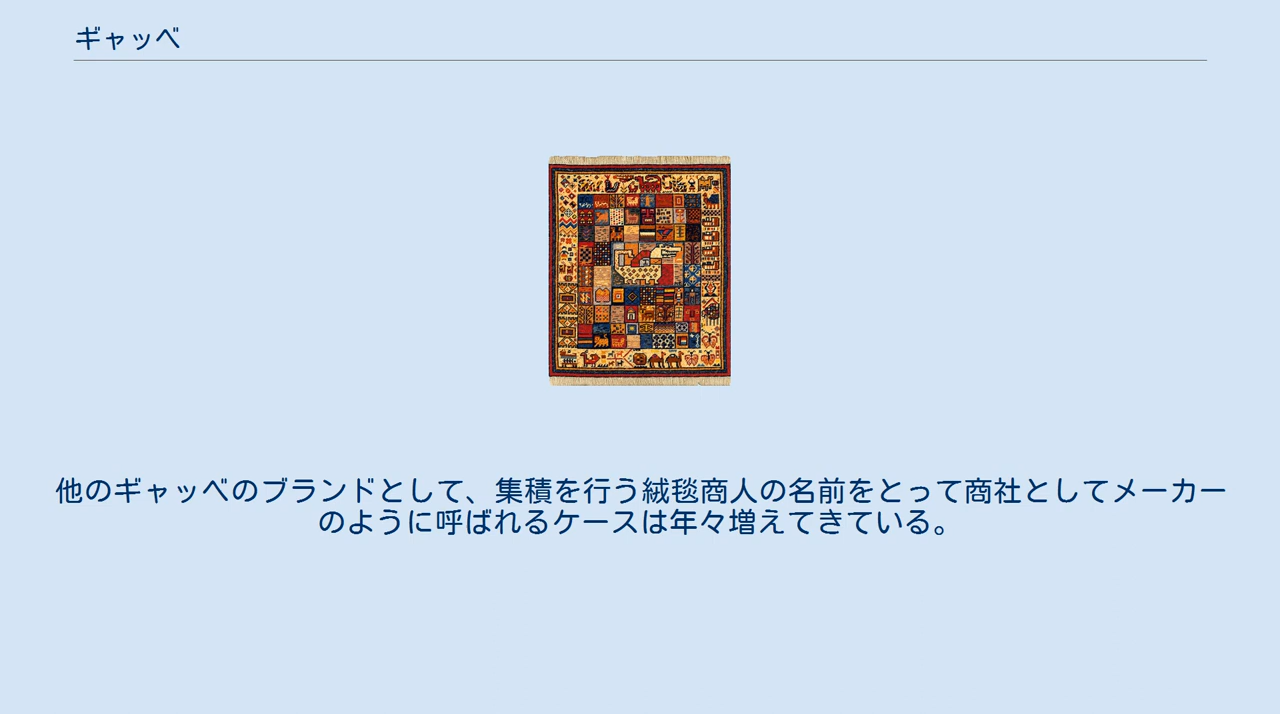 ギャッベ
他のギャッベのブランドとして、集積を行う絨毯商人の名前をとって商社としてメーカー
のように呼ばれるケースは年々増えてきている。